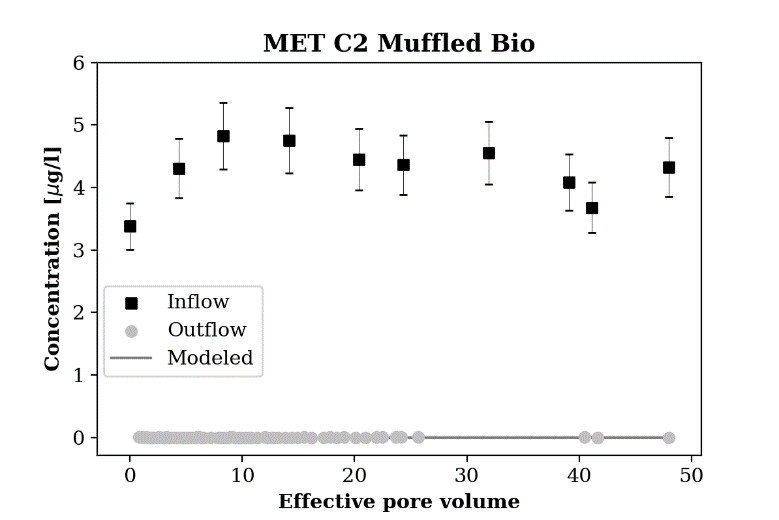 MET C2 Muffled Bio
6
5
4
3
2
1
0
Concentration [μg/l]
Inflow
Outflow
Modeled
0 10 20 30 40 50
Effective pore volume